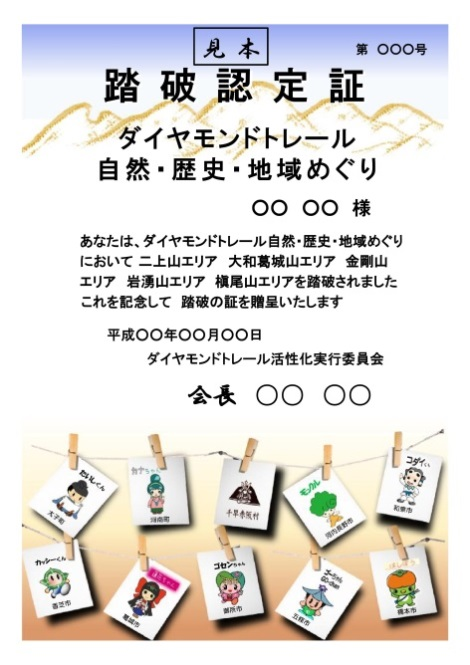 見本
第 〇〇〇号
踏破認定証
ダイヤモンドトレール
自然・歴史・地域めぐり
〇〇 〇〇 様
あなたは、ダイヤモンドトレール自然・歴史・地域めぐり
において 二上山エリア 大和葛城山エリア 金剛山
エリア 岩湧山エリア 槇尾山エリアを踏破されました
これを記念して 踏破の証を贈呈いたします
平成〇〇年〇〇月〇〇日
ダイヤモンドトレール活性化実行委員会
会長 〇〇 〇〇
たいしくん
太子町
カナちゃん
河南町
千早赤阪村
モックル
河内長野市
コダイくん
和泉市
カッシーくん
香芝市
葛城市
ゴセンちゃん
御所市
五條市
橋本市